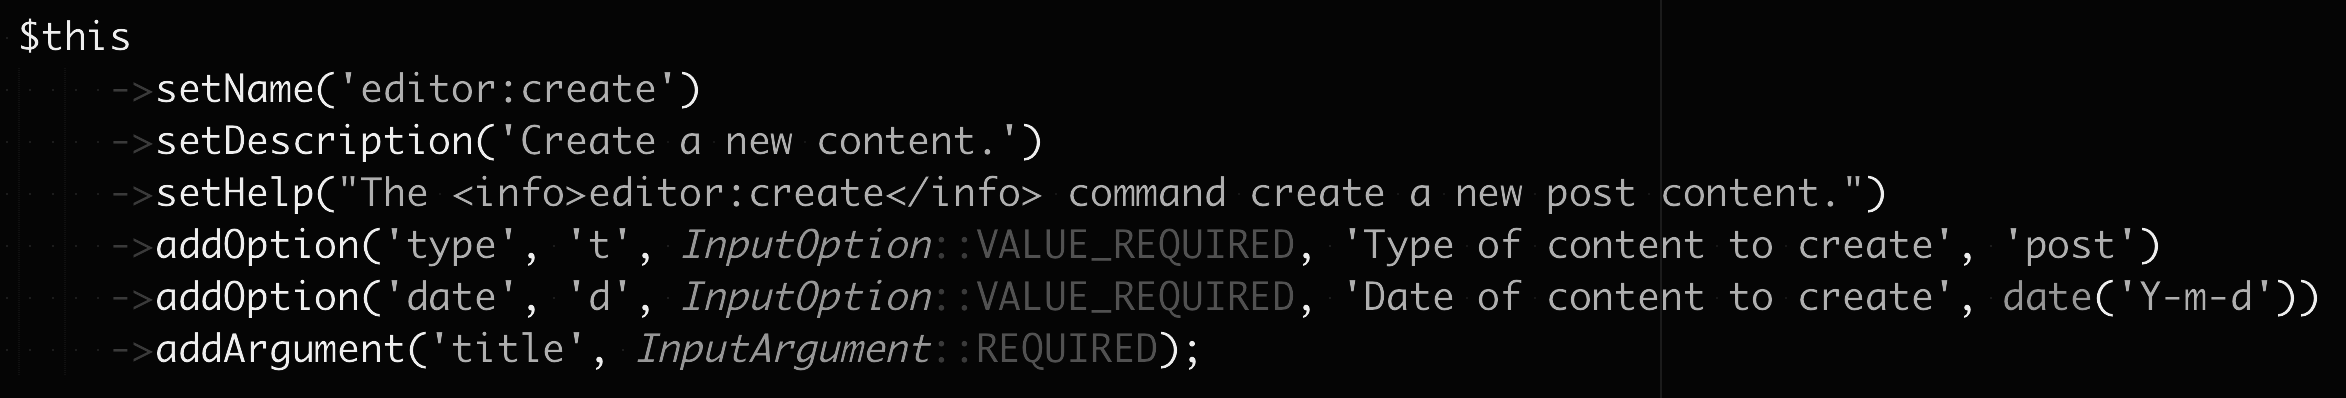 $this
->setName('editor:create')
->setDescription('Create a new content.')
->setHelp("The <info>editor:create</info> command create a new post content.")
->addOption('type', 't', InputOption::VALUE_REQUIRED, 'Type of content to create', 'post')
->addOption('date', 'd', InputOption::VALUE_REQUIRED, 'Date of content to create', date('Y-m-d'))
->addArgument('title', InputArgument::REQUIRED);